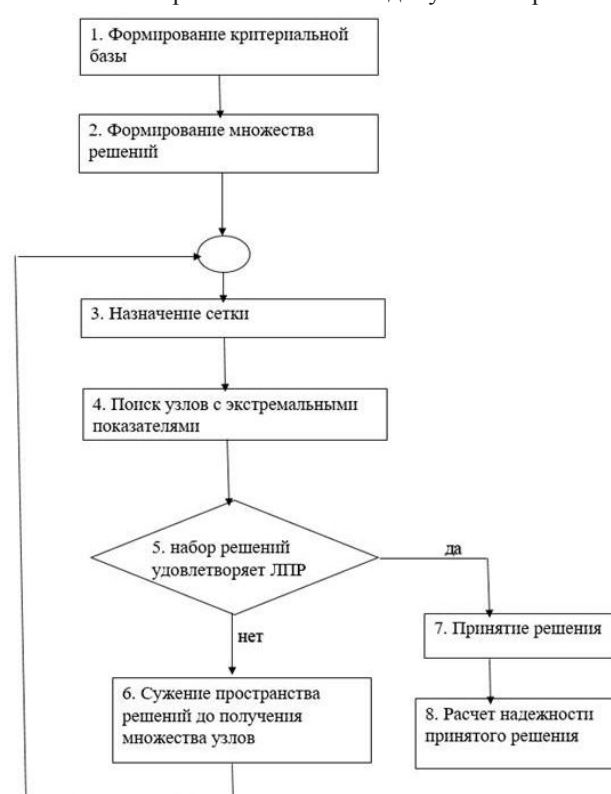 1. Формирование критериальной
базы
2. Формирование множества
решений
3. Назначение сетки
4. Поиск узлов с экстремальными
показателями
5. набор решений
удовлетворяет ЛПР
да
нет
7. Принятие решения
6. Сужение пространства
решений до получения
множества узлов
8. Расчет надежности
принятого решения